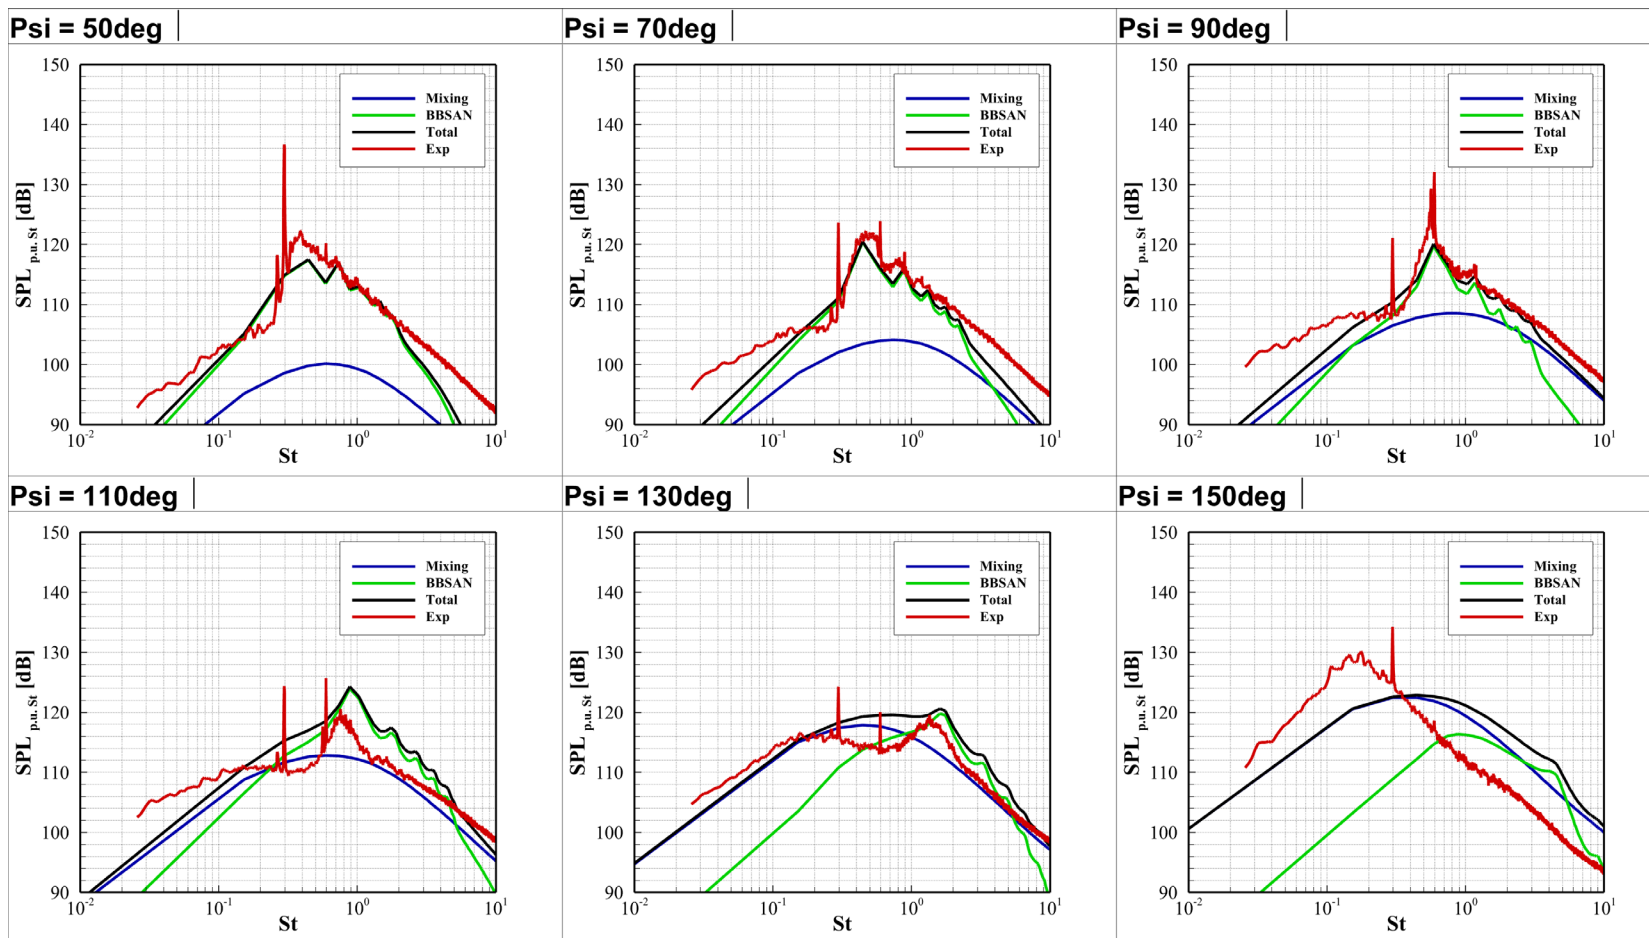 Psi = 50deg
150
140
130
120
110
100
90
SPL p.u. St [dB]
Mixing
BBSAN
Total
Exp
10-2
10-1
100
101
St
Psi = 70deg
150
140
130
120
110
100
90
SPL p.u. St [dB]
Mixing
BBSAN
Total
Exp
10-2
10-1
100
101
St
Psi = 90deg
150
140
130
120
110
100
90
SPL p.u. St [dB]
Mixing
BBSAN
Total
Exp
10-2
10-1
100
101
St
Psi = 110deg
150
140
130
120
110
100
90
SPL p.u. St [dB]
Mixing
BBSAN
Total
Exp
10-2
10-1
100
101
St
Psi = 130deg
150
140
130
120
110
100
90
SPL p.u. St [dB]
Mixing
BBSAN
Total
Exp
10-2
10-1
100
101
St
Psi = 150deg
150
140
130
120
110
100
90
SPL p.u. St [dB]
Mixing
BBSAN
Total
Exp
10-2
10-1
100
101
St